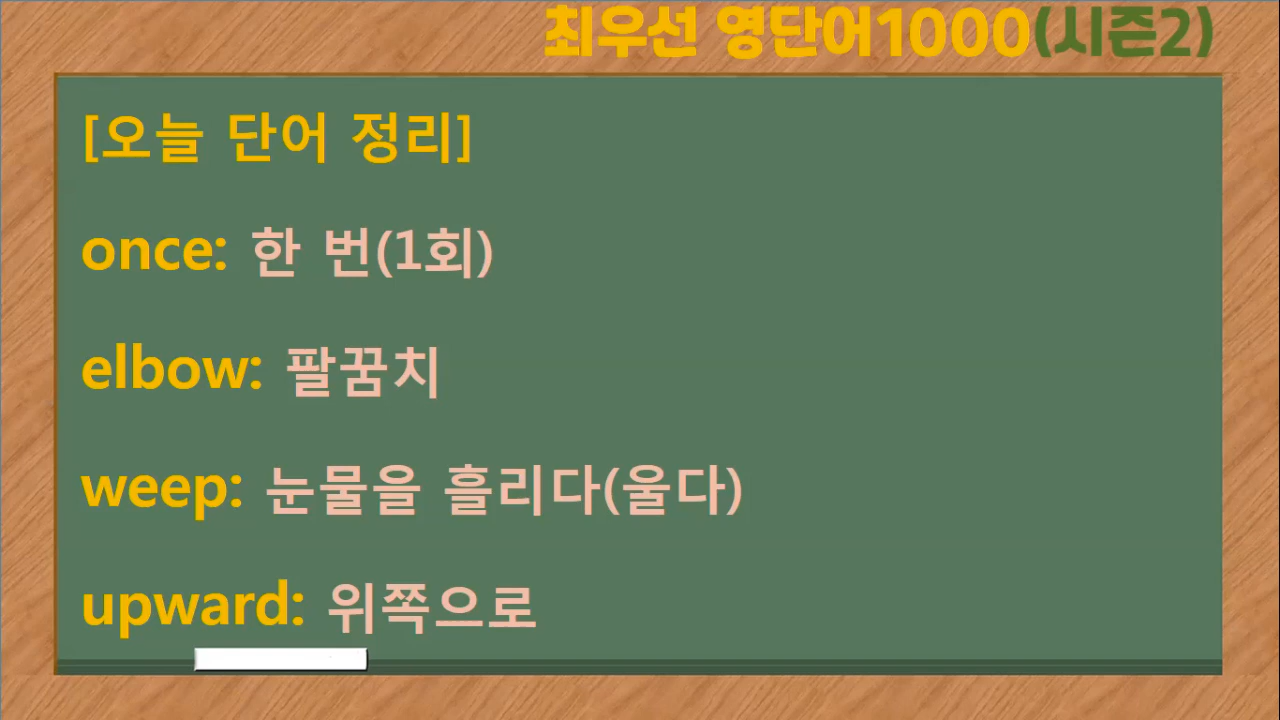 최우선 영단어1000(시즌2)
[오늘 단어 정리]
once: 한 번(1회)
elbow: 팔꿈치
weep: 눈물을 흘리다(울다)
upward: 위쪽으로